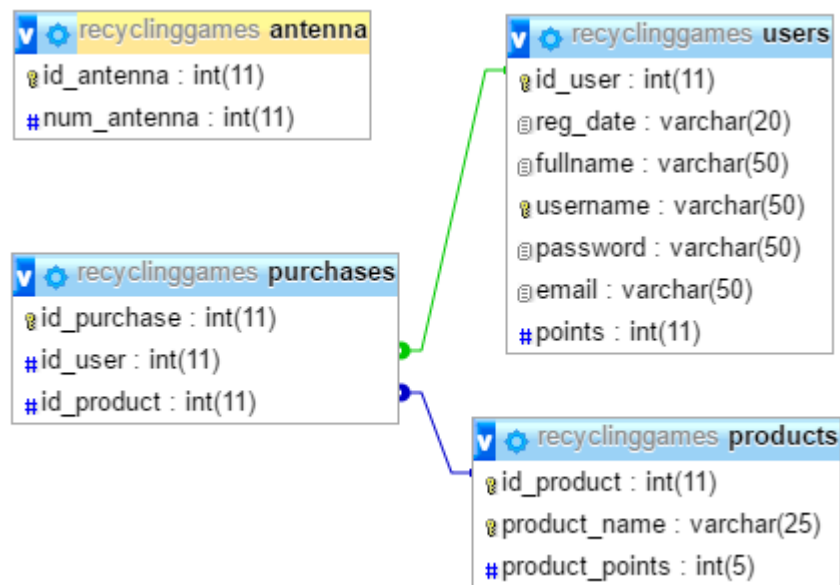 recyclinggames antenna
id_antenna : int(11)
#num_antenna : int(11)
v recyclinggames users
id_user : int(11)
reg_date : varchar(20)
fullname : varchar(50)
username : varchar(50)
password : varchar(50)
email : varchar(50)
#points : int(11)
v recyclinggames purchases
id_purchase : int(11)
#id_user : int(11)
#id_product : int(11)
v recyclinggames products
id_product : int(11)
product_name : varchar(25)
#product_points : int(5)